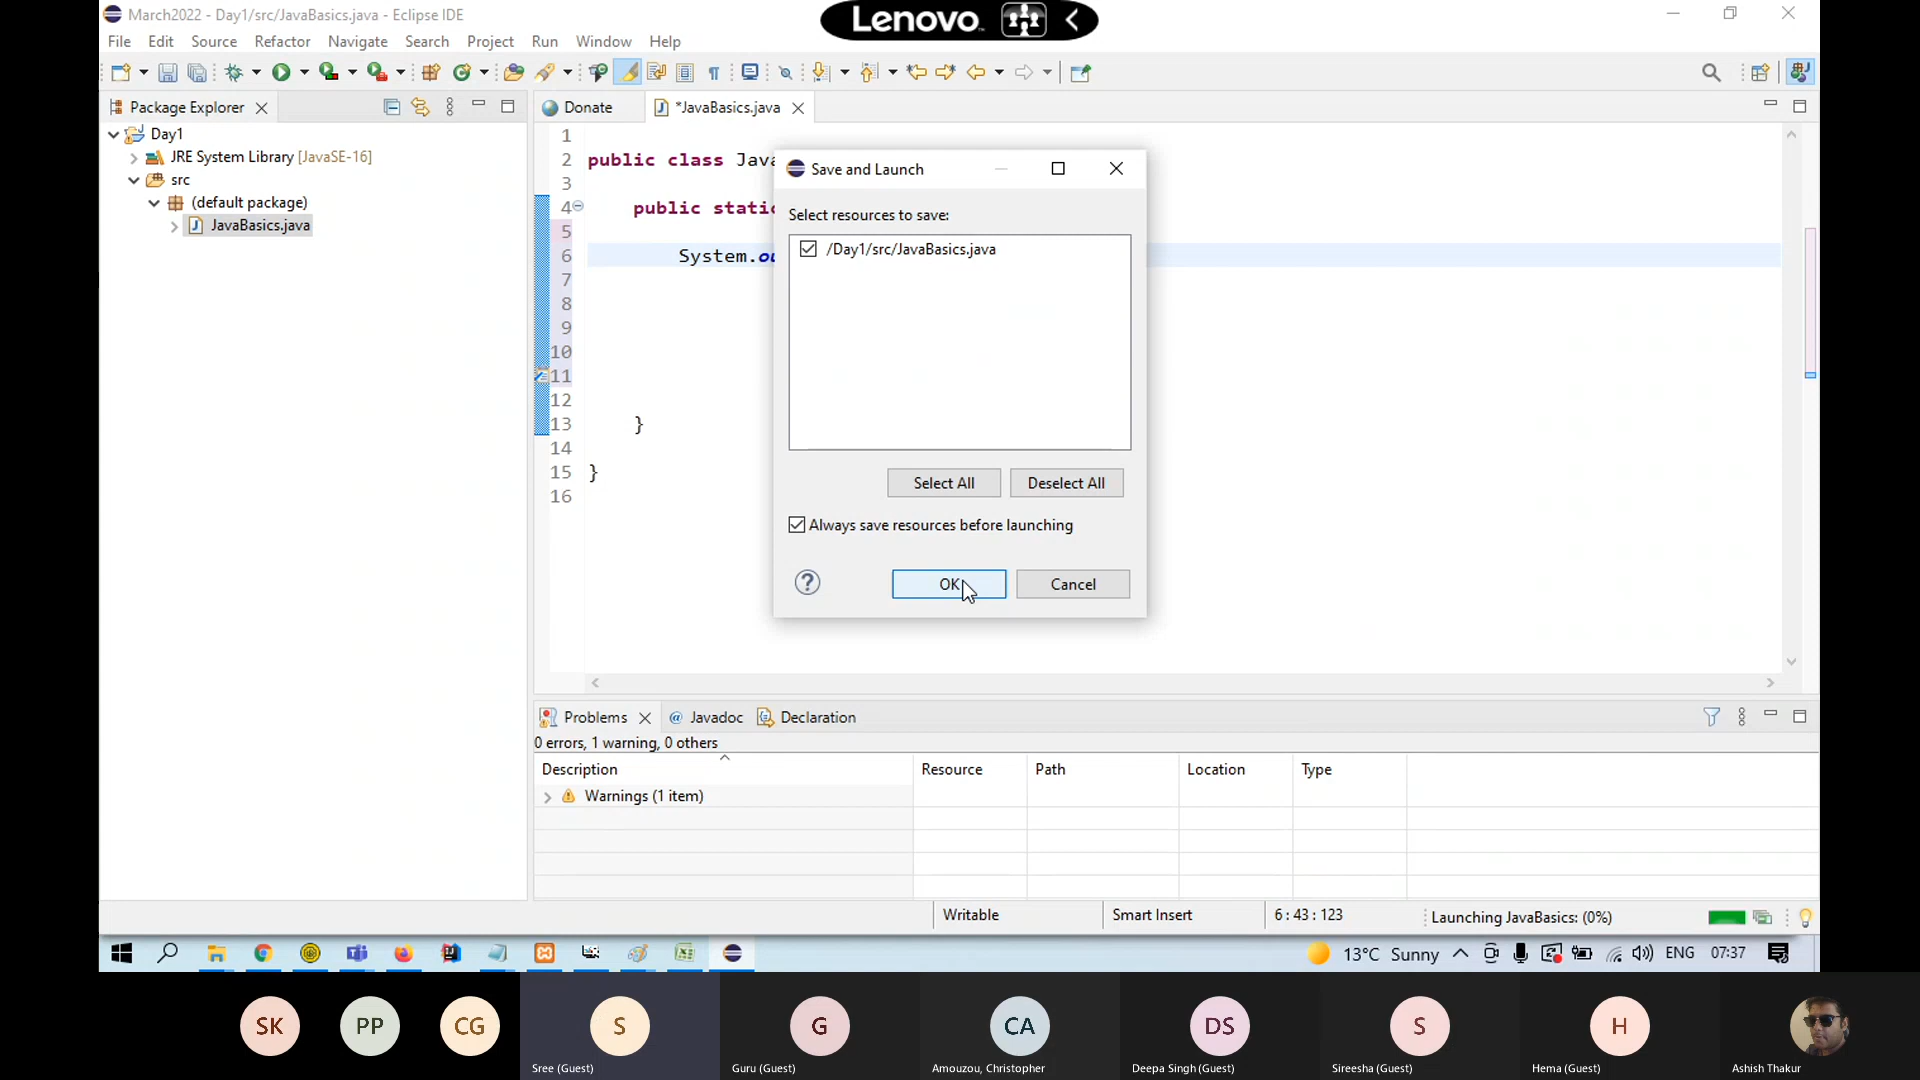 March2022 - Day1/src/JavaBasics.java - Eclipse IDE
Lenovo
File Edit Source Refactor Navigate Search Project Run Window Help
Package Explorer
Donate
*JavaBasics.java
Day1
JRE System Library [JavaSE-16]
src
(default package)
JavaBasics.java
1
2 public class Java
3
4 public static
5
6 System.ou
7
8
9
10
11
12
13 }
14
15 }
16
Save and Launch
Select resources to save:
/Day1/src/JavaBasics.java
Select All
Deselect All
Always save resources before launching
?
OK
Cancel
Problems
@ Javadoc
Declaration
0 errors, 1 warning, 0 others
Description Resource Path Location Type
Warnings (1 item)
Writable Smart Insert 6 : 43 : 123 Launching JavaBasics: (0%)
13°C Sunny ENG 07:37
SK PP CG S G CA DS S H
Sree (Guest) Guru (Guest) Amouzou, Christopher Deepa Singh (Guest) Sireesha (Guest) Hema (Guest) Ashish Thakur